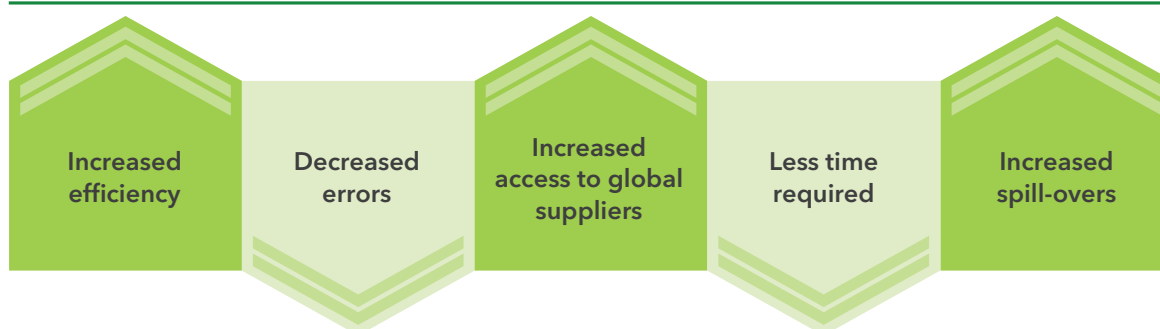 Increased
efficiency
Decreased
errors
Increased
access to global
suppliers
Less time
required
Increased
spill-overs